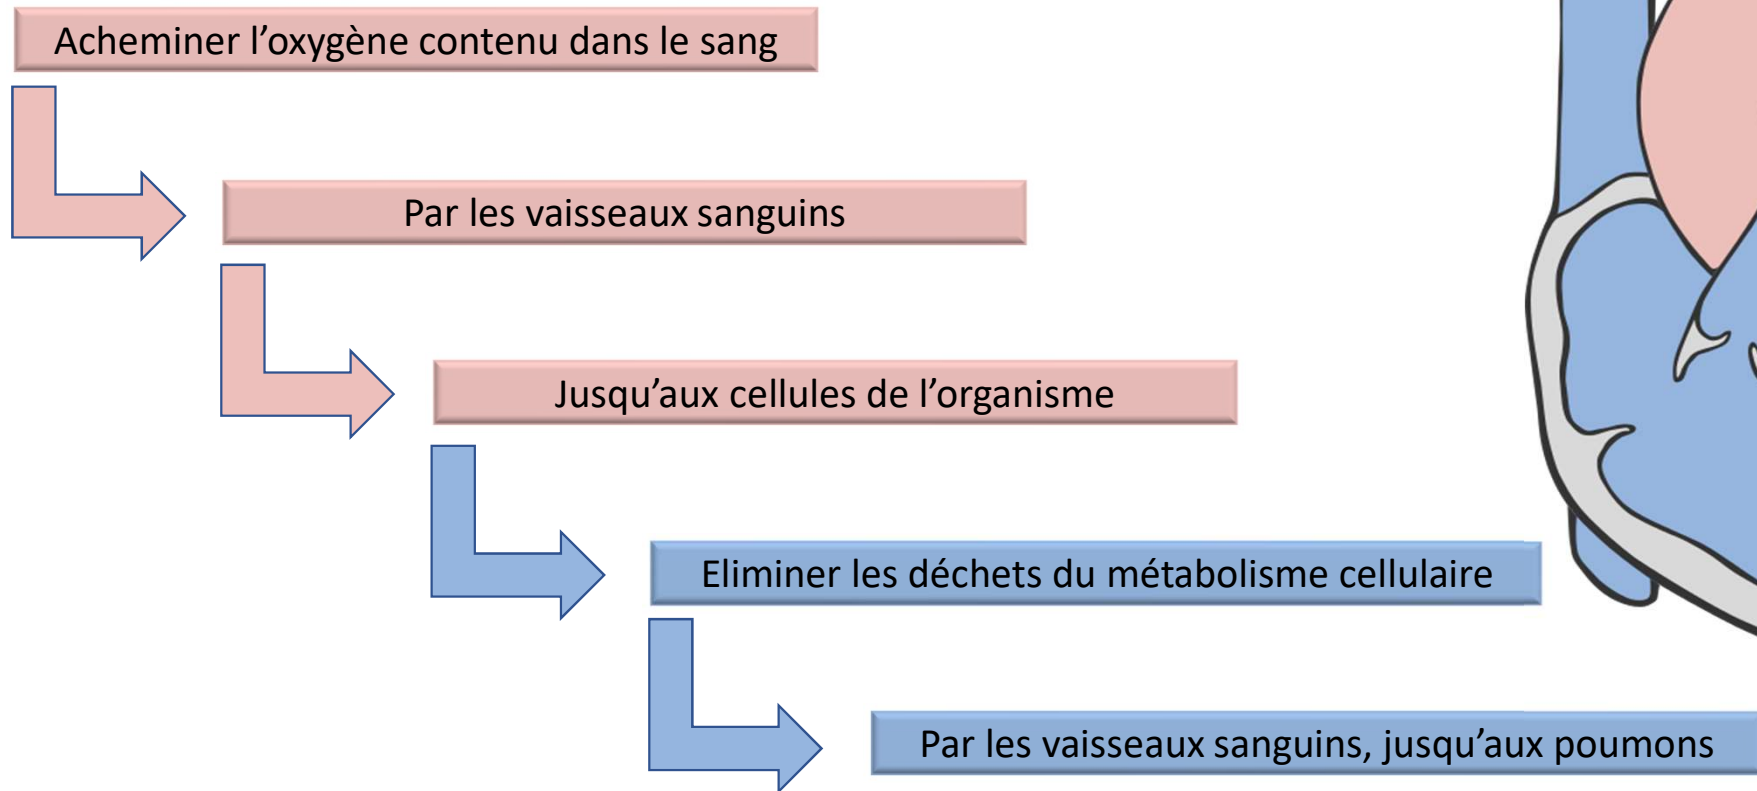 Acheminer l’oxygène contenu dans le sang
Par les vaisseaux sanguins
Jusqu’aux cellules de l’organisme
Eliminer les déchets du métabolisme cellulaire
Par les vaisseaux sanguins, jusqu’aux poumons